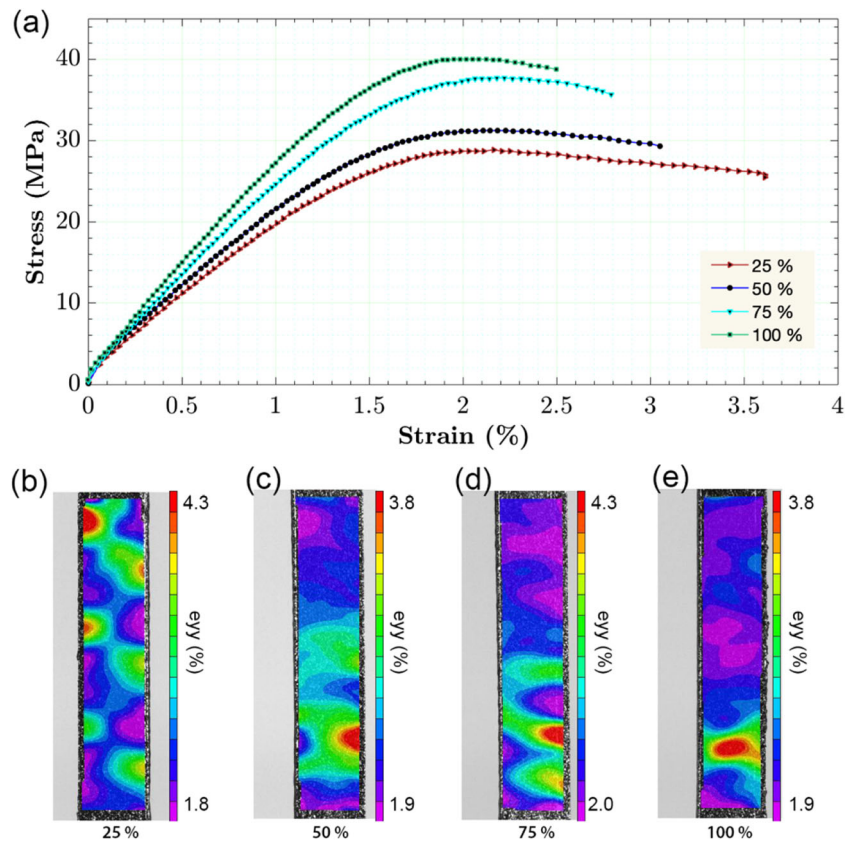 (a)
Stress (MPa)
40
30
20
10
0
0 0.5 1 1.5 2 2.5 3 3.5 4
Strain (%)
25 %
50 %
75 %
100 %
(b) (c) (d) (e)
4.3 3.8 4.3 3.8
eyy (%) eyy (%) eyy (%) eyy (%)
1.8 1.9 2.0 1.9
25 % 50 % 75 % 100 %